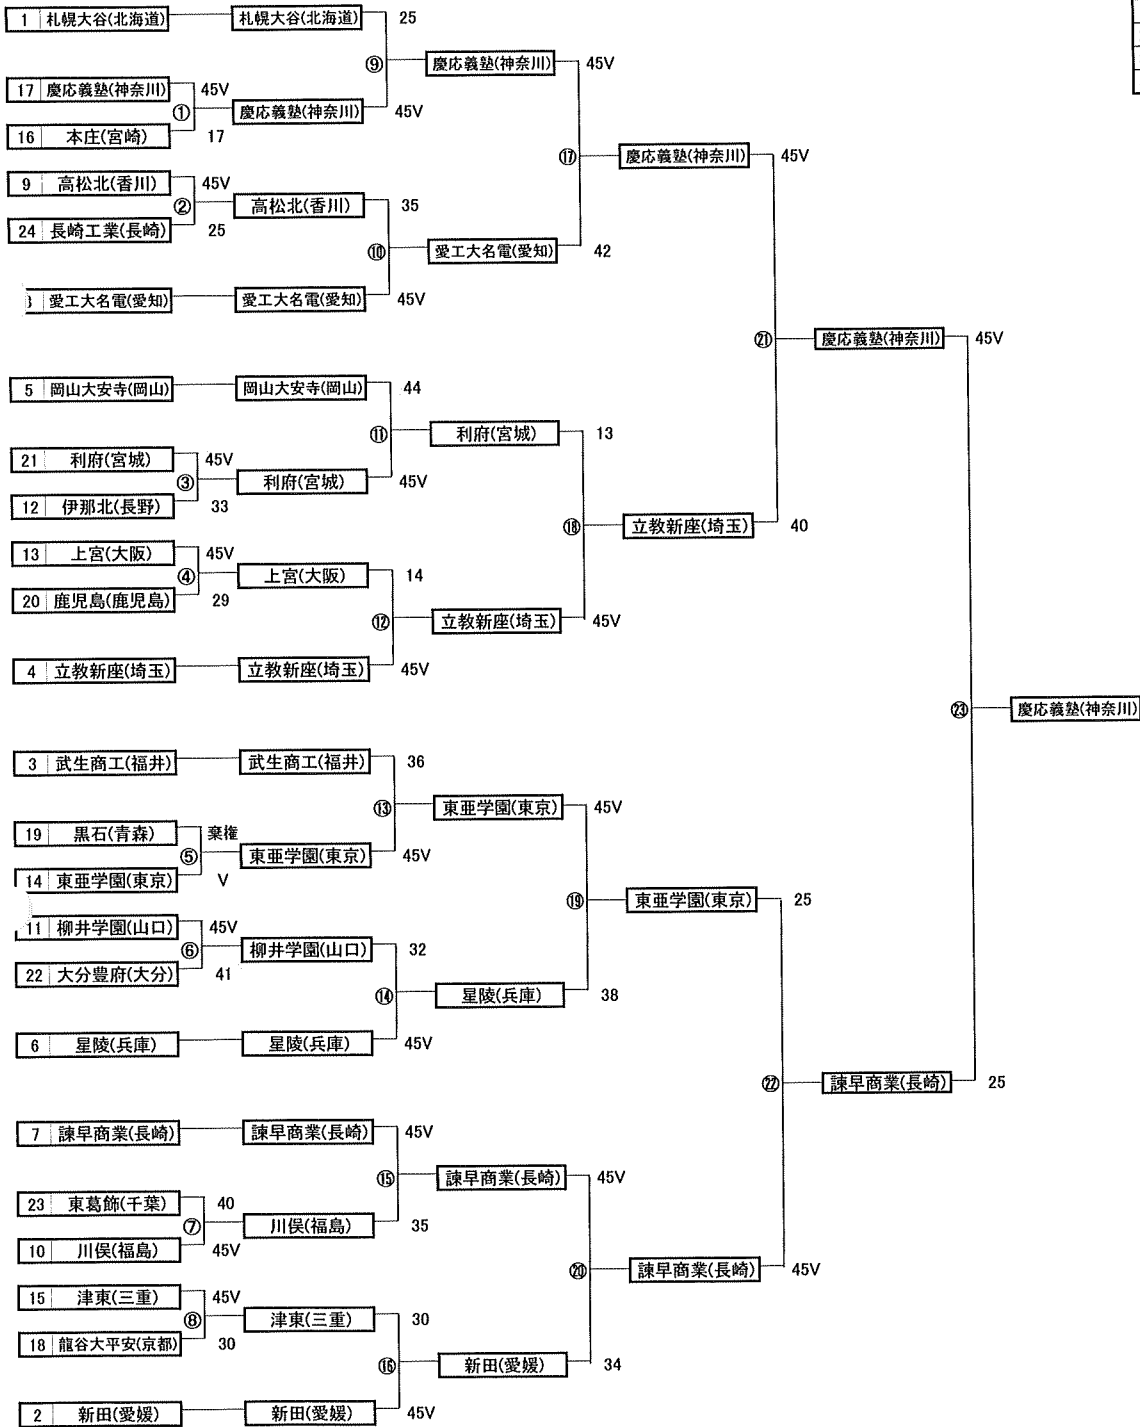 1 札幌大谷(北海道) 札幌大谷(北海道) 25
⑨ 慶応義塾(神奈川) 45V
17 慶応義塾(神奈川) 45V
① 慶応義塾(神奈川) 45V
16 本庄(宮崎) 17
⑰ 慶応義塾(神奈川) 45V
9 高松北(香川) 45V
② 高松北(香川) 35
24 長崎工業(長崎) 25
⑩ 愛工大名電(愛知) 42
愛工大名電(愛知) 愛工大名電(愛知) 45V
㉑ 慶応義塾(神奈川) 45V
5 岡山大安寺(岡山) 岡山大安寺(岡山) 44
⑪ 利府(宮城) 13
21 利府(宮城) 45V
③ 利府(宮城) 45V
12 伊那北(長野) 33
⑱ 立教新座(埼玉) 40
13 上宮(大阪) 45V
④ 上宮(大阪) 14
20 鹿児島(鹿児島) 29
⑫ 立教新座(埼玉) 45V
4 立教新座(埼玉) 立教新座(埼玉) 45V
㉓ 慶応義塾(神奈川)
3 武生商工(福井) 武生商工(福井) 36
⑬ 東亜学園(東京) 45V
19 黒石(青森) 棄権
⑤ 東亜学園(東京) 45V
14 東亜学園(東京) V
⑲ 東亜学園(東京) 25
11 柳井学園(山口) 45V
⑥ 柳井学園(山口) 32
22 大分豊府(大分) 41
⑭ 星陵(兵庫) 38
6 星陵(兵庫) 星陵(兵庫) 45V
㉒ 諫早商業(長崎) 25
7 諫早商業(長崎) 諫早商業(長崎) 45V
⑮ 諫早商業(長崎) 45V
23 東葛飾(千葉) 40
⑦ 川俣(福島) 35
10 川俣(福島) 45V
⑳ 諫早商業(長崎) 45V
15 津東(三重) 45V
⑧ 津東(三重) 30
18 龍谷大平安(京都) 30
⑯ 新田(愛媛) 34
2 新田(愛媛) 新田(愛媛) 45V